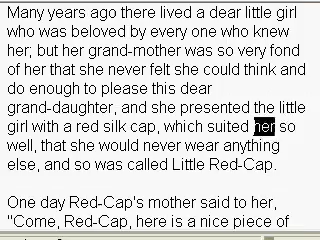 Many years ago there lived a dear little girl
who was beloved by every one who knew
her; but her grand-mother was so very fond
of her that she never felt she could think and
do enough to please this dear
grand-daughter, and she presented the little
girl with a red silk cap, which suited her so
well, that she would never wear anything
else, and so was called Little Red-Cap.

One day Red-Cap's mother said to her,
"Come, Red-Cap, here is a nice piece of